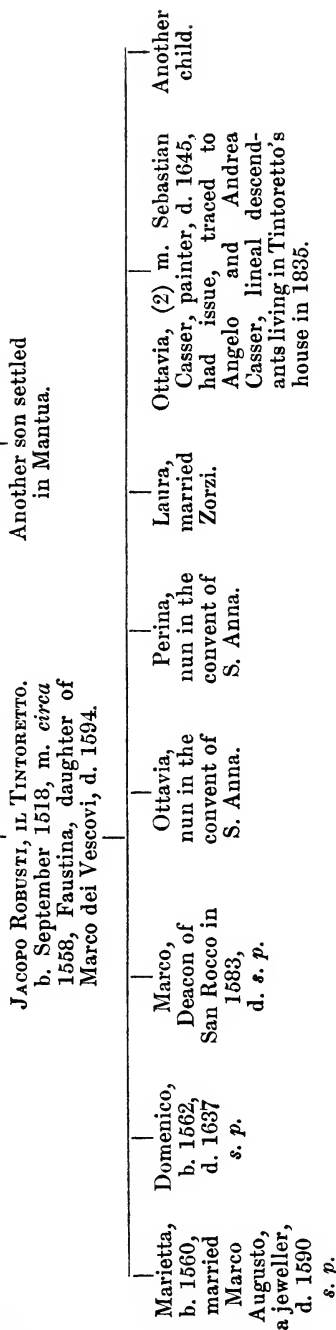 Another son settled
in Mantua.
JACOPO ROBUSTI, IL TINTORETTO.
b. September 1518, m. circa
1558, Faustina, daughter of
Marco dei Vescovi, d. 1594.
Marietta,
b. 1560,
married
Marco
Augusto,
a jeweller,
d. 1590
s. p.
Domenico,
b. 1562,
d. 1637
s. p.
Marco,
Deacon of
San Rocco in
1583,
d. s. p.
Ottavia,
nun in the
convent of
S. Anna.
Perina,
nun in the
convent of
S. Anna.
Laura,
married
Zorzi.
Ottavia, (2) m. Sebastian
Casser, painter, d. 1645,
had issue, traced to
Angelo and Andrea
Casser, lineal descend-
ants living in Tintoretto's
house in 1835.
Another
child.